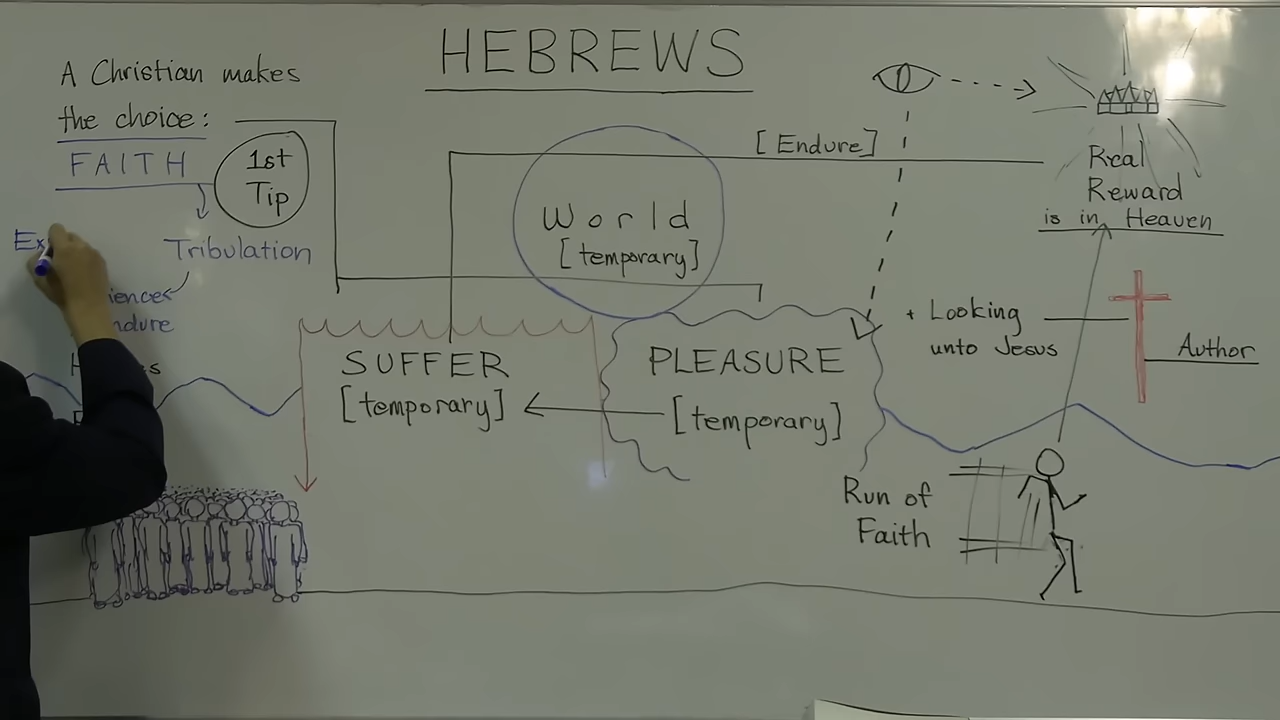 HEBREWS
A Christian makes
the choice:
FAITH
1st
Tip
Tribulation
[Endure]
World
[temporary]
Real
Reward
is in Heaven
SUFFER
[temporary]
PLEASURE
[temporary]
+ Looking
unto Jesus
Author
Run of
Faith